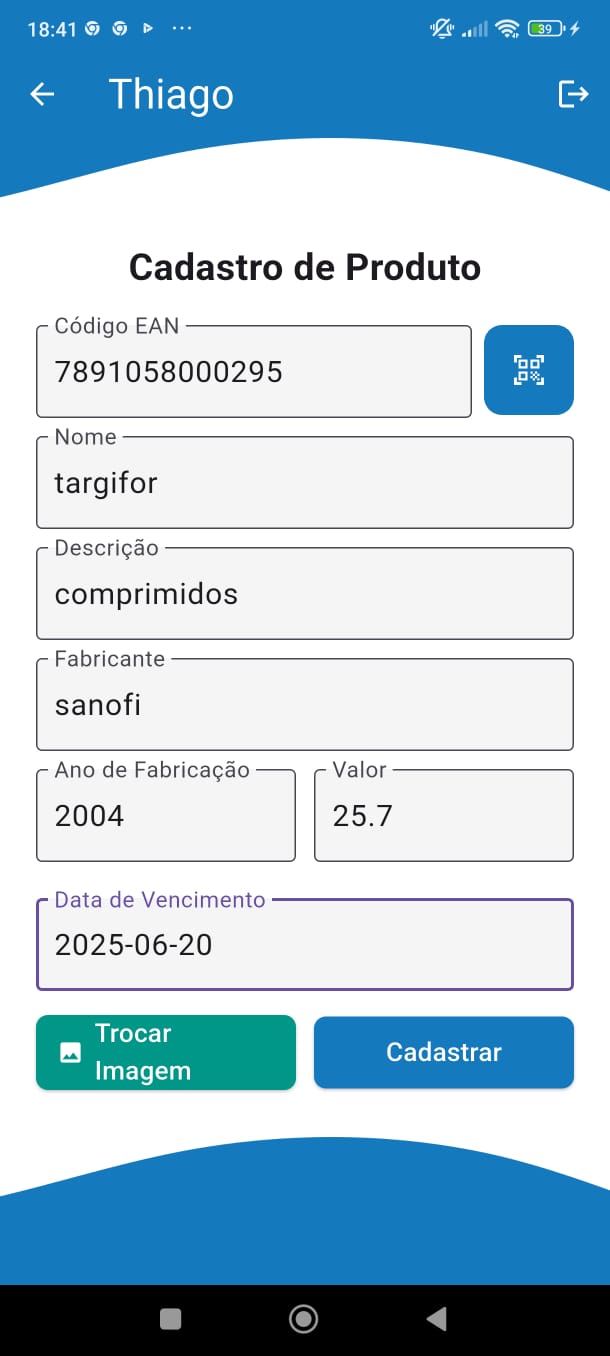 18:41
39
Thiago
Cadastro de Produto
Código EAN
7891058000295
Nome
targifor
Descrição
comprimidos
Fabricante
sanofi
Ano de Fabricação
2004
Valor
25.7
Data de Vencimento
2025-06-20
Trocar
Imagem
Cadastrar